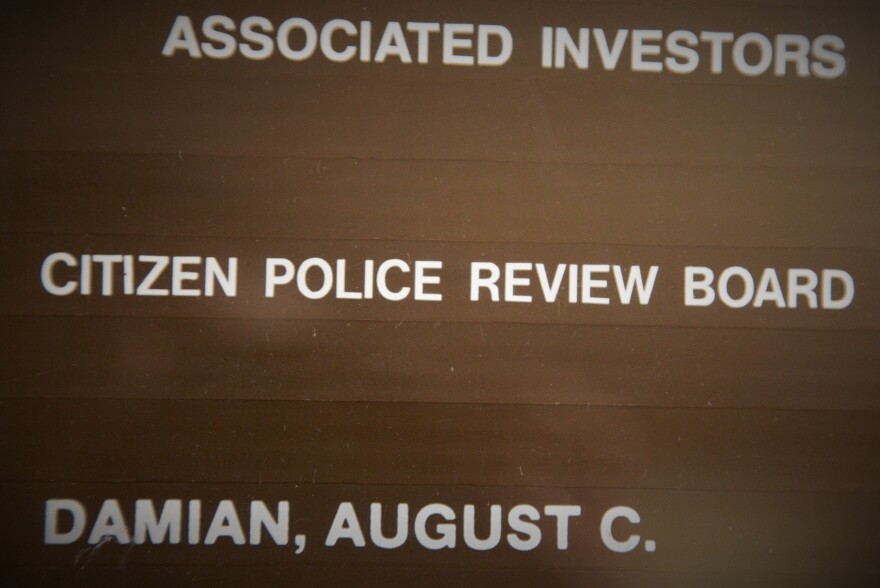 ASSOCIATED INVESTORS
CITIZEN POLICE REVIEW BOARD
DAMIAN, AUGUST C.